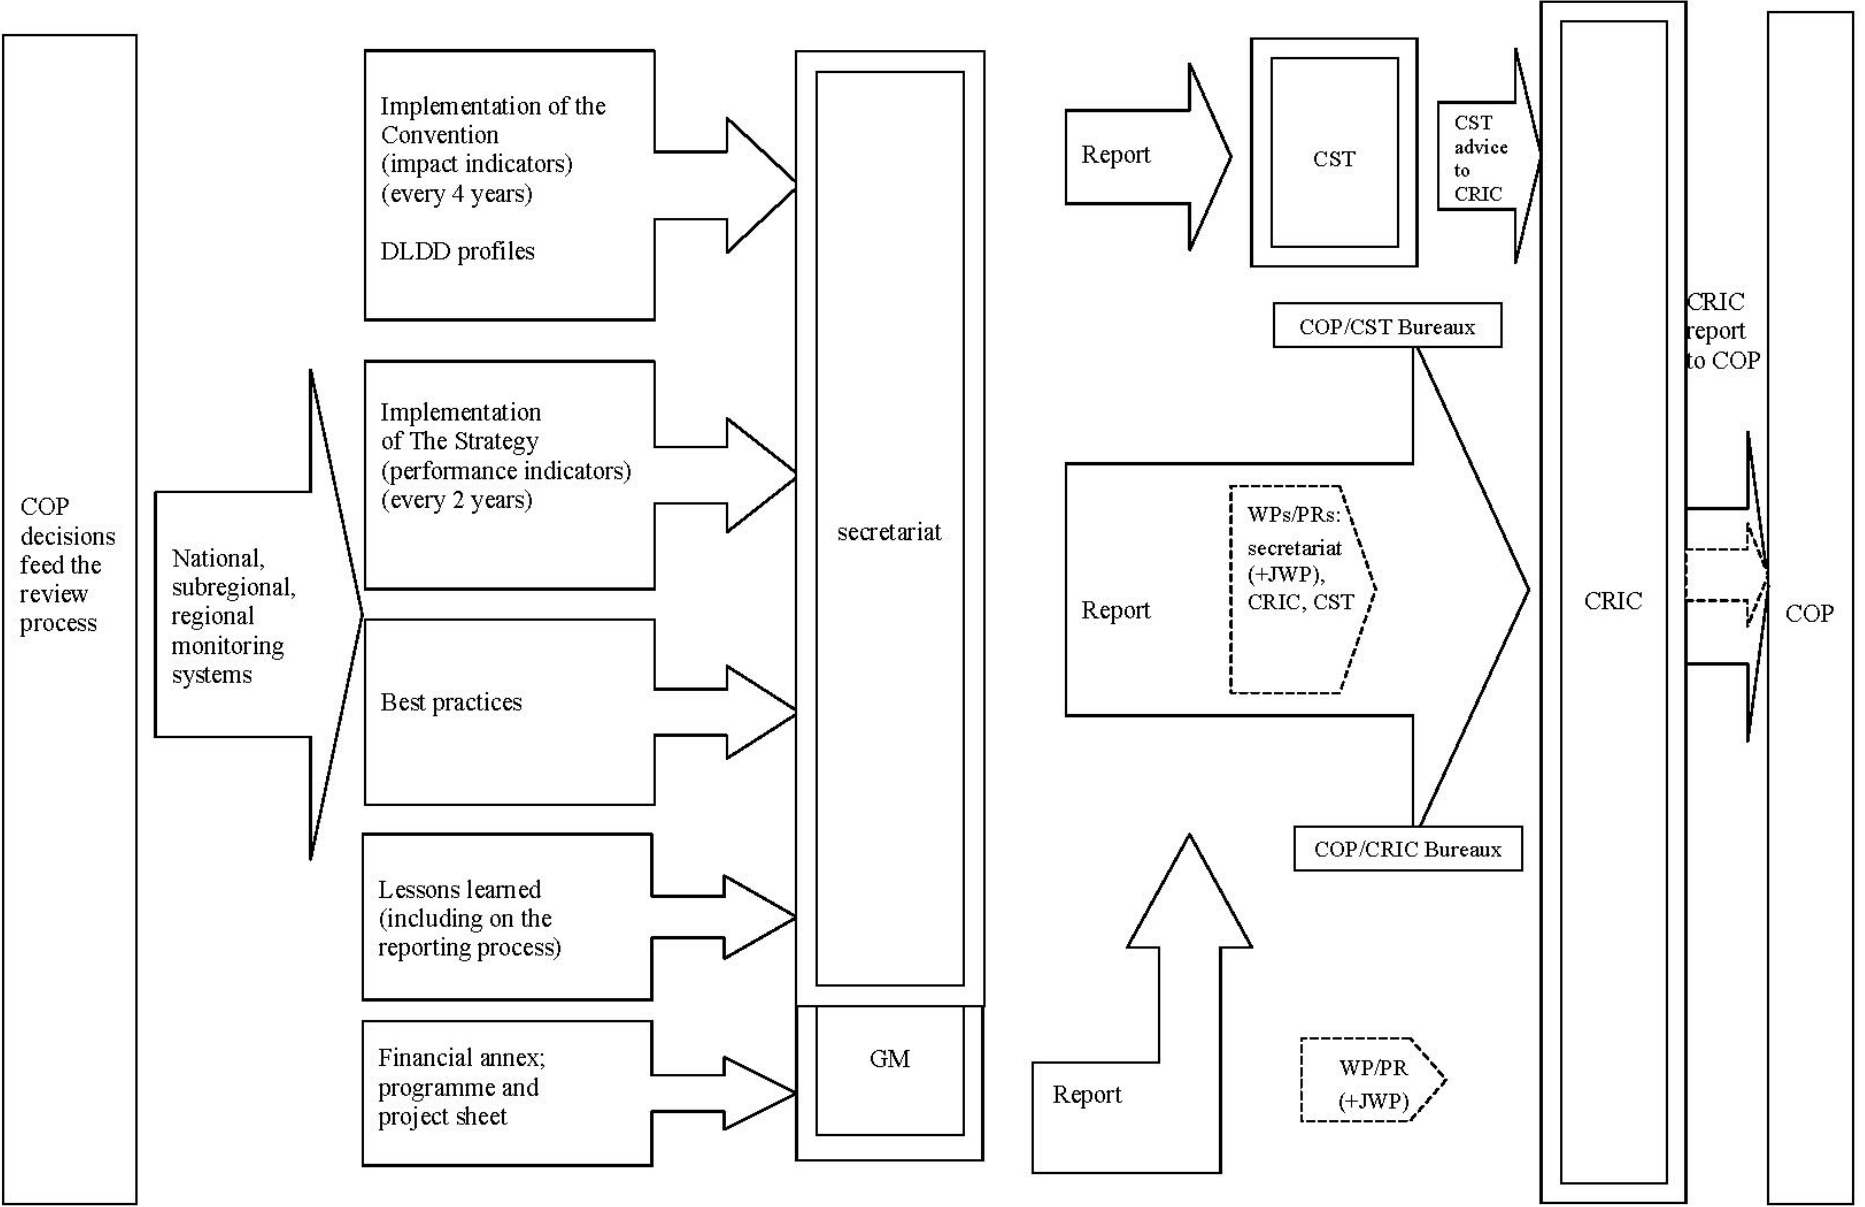 COP
decisions
feed the
review
process
National,
subregional,
regional
monitoring
systems
Implementation of the
Convention
(impact indicators)
(every 4 years)
DLDD profiles
Implementation
of The Strategy
(performance indicators)
(every 2 years)
Best practices
Lessons learned
(including on the
reporting process)
Financial annex;
programme and
project sheet
secretariat
GM
Report
CST
CST
advice
to
CRIC
COP/CST Bureaux
Report
WPs/PRs:
secretariat
(+JWP),
CRIC, CST
COP/CRIC Bureaux
Report
WP/PR
(+JWP)
CRIC
CRIC
report
to COP
COP